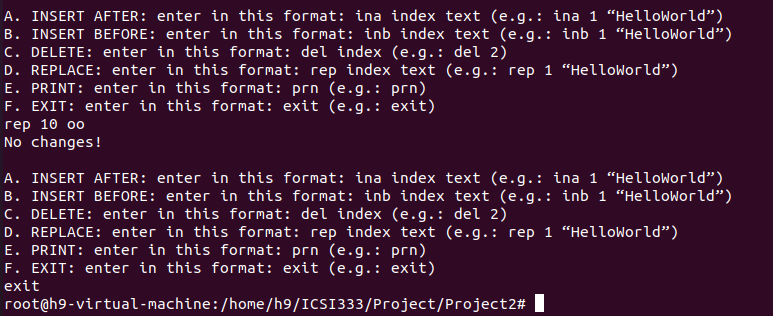 A. INSERT AFTER: enter in this format: ina index text (e.g.: ina 1 “HelloWorld”)
B. INSERT BEFORE: enter in this format: inb index text (e.g.: inb 1 “HelloWorld”)
C. DELETE: enter in this format: del index (e.g.: del 2)
D. REPLACE: enter in this format: rep index text (e.g.: rep 1 “HelloWorld”)
E. PRINT: enter in this format: prn (e.g.: prn)
F. EXIT: enter in this format: exit (e.g.: exit)
rep 10 oo
No changes!
A. INSERT AFTER: enter in this format: ina index text (e.g.: ina 1 “HelloWorld”)
B. INSERT BEFORE: enter in this format: inb index text (e.g.: inb 1 “HelloWorld”)
C. DELETE: enter in this format: del index (e.g.: del 2)
D. REPLACE: enter in this format: rep index text (e.g.: rep 1 “HelloWorld”)
E. PRINT: enter in this format: prn (e.g.: prn)
F. EXIT: enter in this format: exit (e.g.: exit)
exit
root@h9-virtual-machine:/home/h9/ICSI333/Project/Project2#